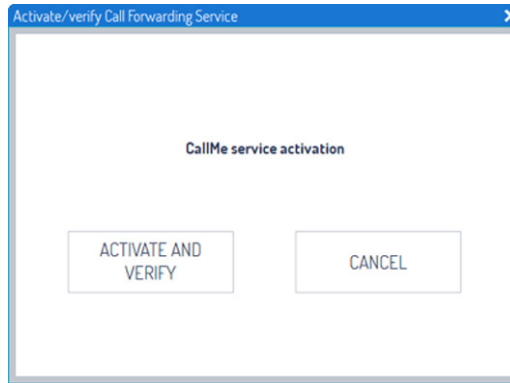 Activate/verify Call Forwarding Service
CallMe service activation
ACTIVATE AND
VERIFY
CANCEL